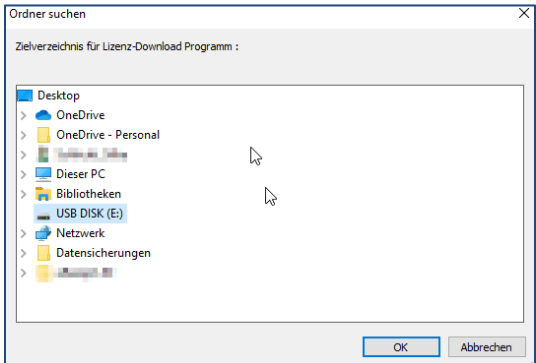 Ordner suchen
Zielverzeichnis für Lizenz-Download Programm :
Desktop
OneDrive
OneDrive - Personal
Dieser PC
Bibliotheken
USB DISK (E:)
Netzwerk
Datensicherungen
OK Abbrechen